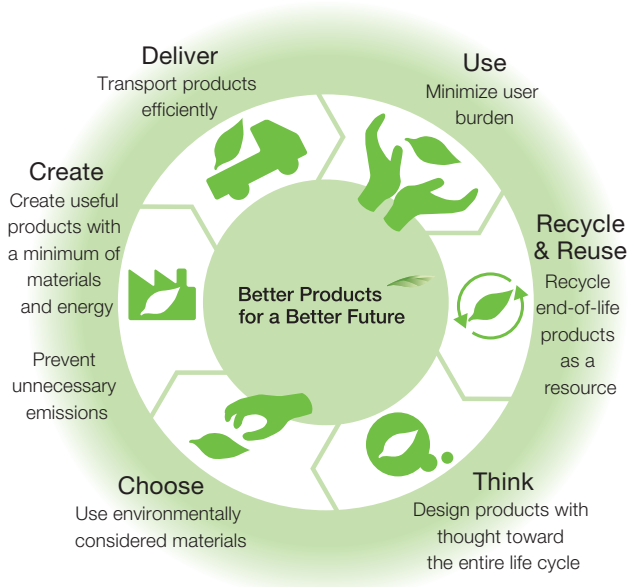 Deliver
Transport products
efficiently
Use
Minimize user
burden
Create
Create useful
products with
a minimum of
materials
and energy
Prevent
unnecessary
emissions
Better Products
for a Better Future
Recycle
& Reuse
Recycle
end-of-life
products
as a
resource
Choose
Use environmentally
considered materials
Think
Design products with
thought toward
the entire life cycle